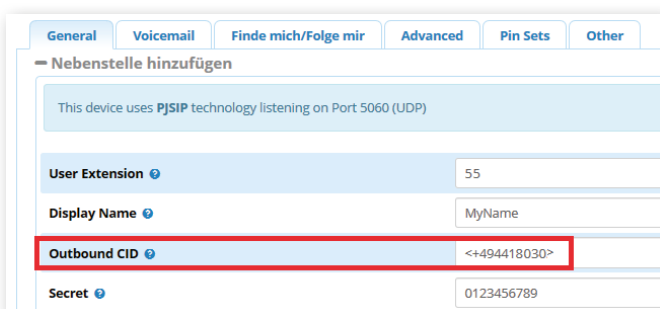 General Voicemail Finde mich/Folge mir Advanced Pin Sets Other
Nebenstelle hinzufügen
This device uses PJSIP technology listening on Port 5060 (UDP)
User Extension 55
Display Name MyName
Outbound CID <+494418030>
Secret 0123456789